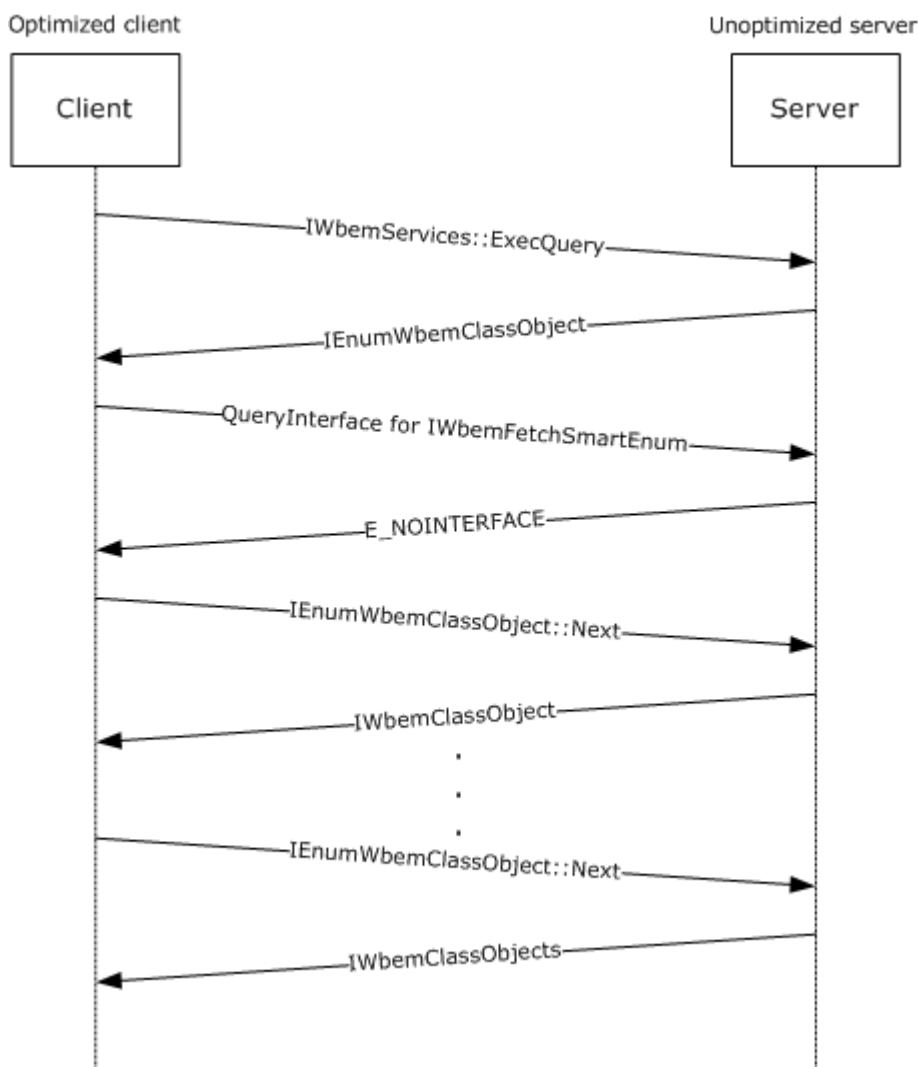 Optimized client
Unoptimized server
Client
Server
IWbemServices::ExecQuery
IEnumWbemClassObject
QueryInterface for IWbemFetchSmartEnum
E_NOINTERFACE
IEnumWbemClassObject::Next
IWbemClassObject
.
.
.
IEnumWbemClassObject::Next
IWbemClassObjects